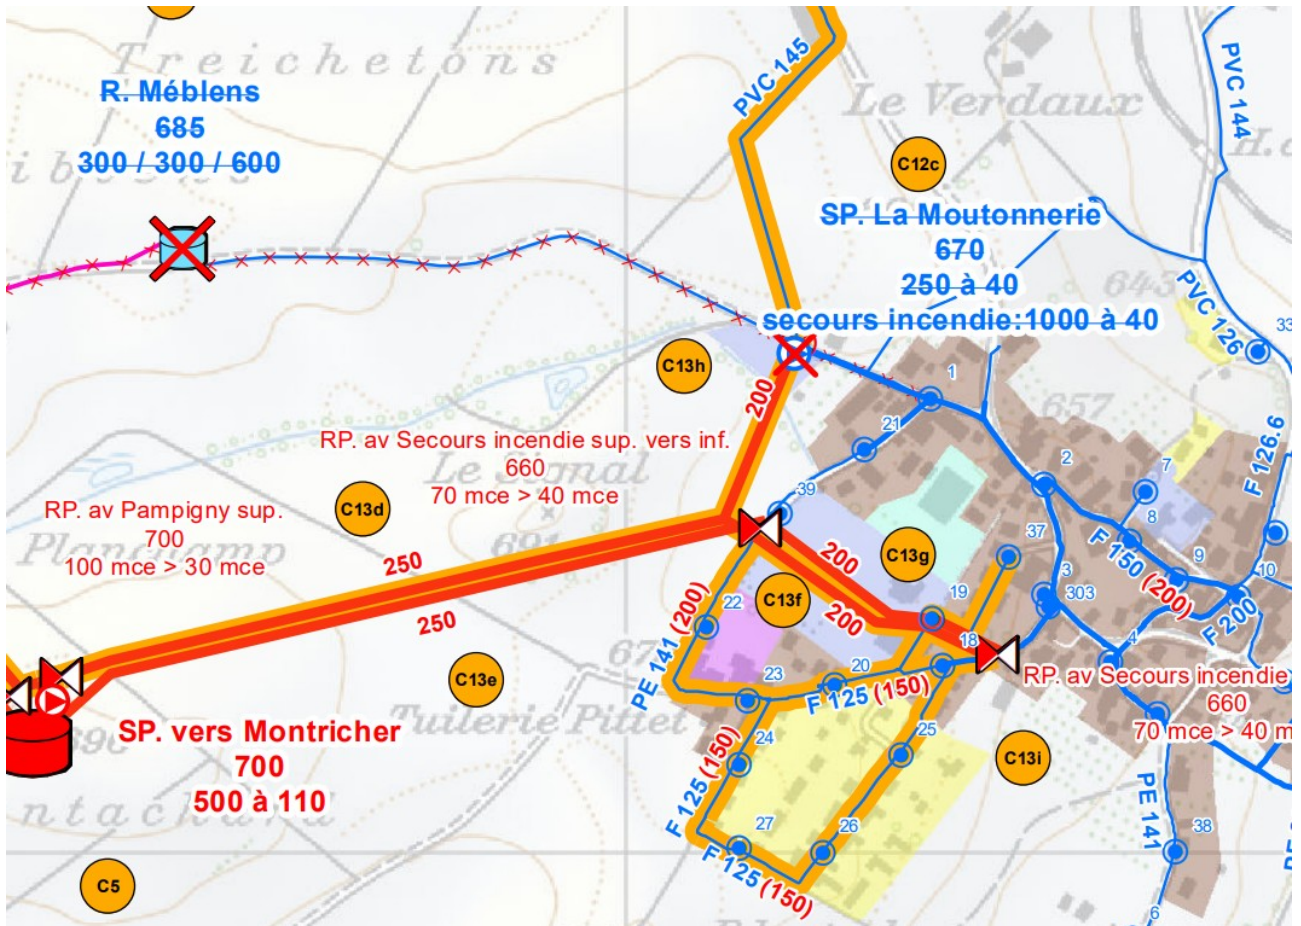 Treichetons
R. Méblens
685
300 / 300 / 600
PVC 145
Le Verdaux
PVC 144
C12c
SP. La Moutonnerie
670
250 à 40
secours incendie:1000 à 40
643
PVC 126
33
C13h
200
1
21
657
F 126.6
RP. av Secours incendie sup. vers inf.
660
70 mce > 40 mce
Le Signal
691
2
7
8
39
37
C13d
RP. av Pampigny sup.
700
100 mce > 30 mce
Planchamp
250
250
200
200
C13g
F 150 (200)
9
10
F 200
3
303
C13f
22
19
18
4
PE 141 (200)
C13e
23
20
F 125 (150)
RP. av Secours incendie
660
70 mce > 40 m
Tuilerie Pittet
SP. vers Montricher
700
500 à 110
24
25
C13i
F 125 (150)
27
26
F 125 (150)
PE 141
38
C5
6